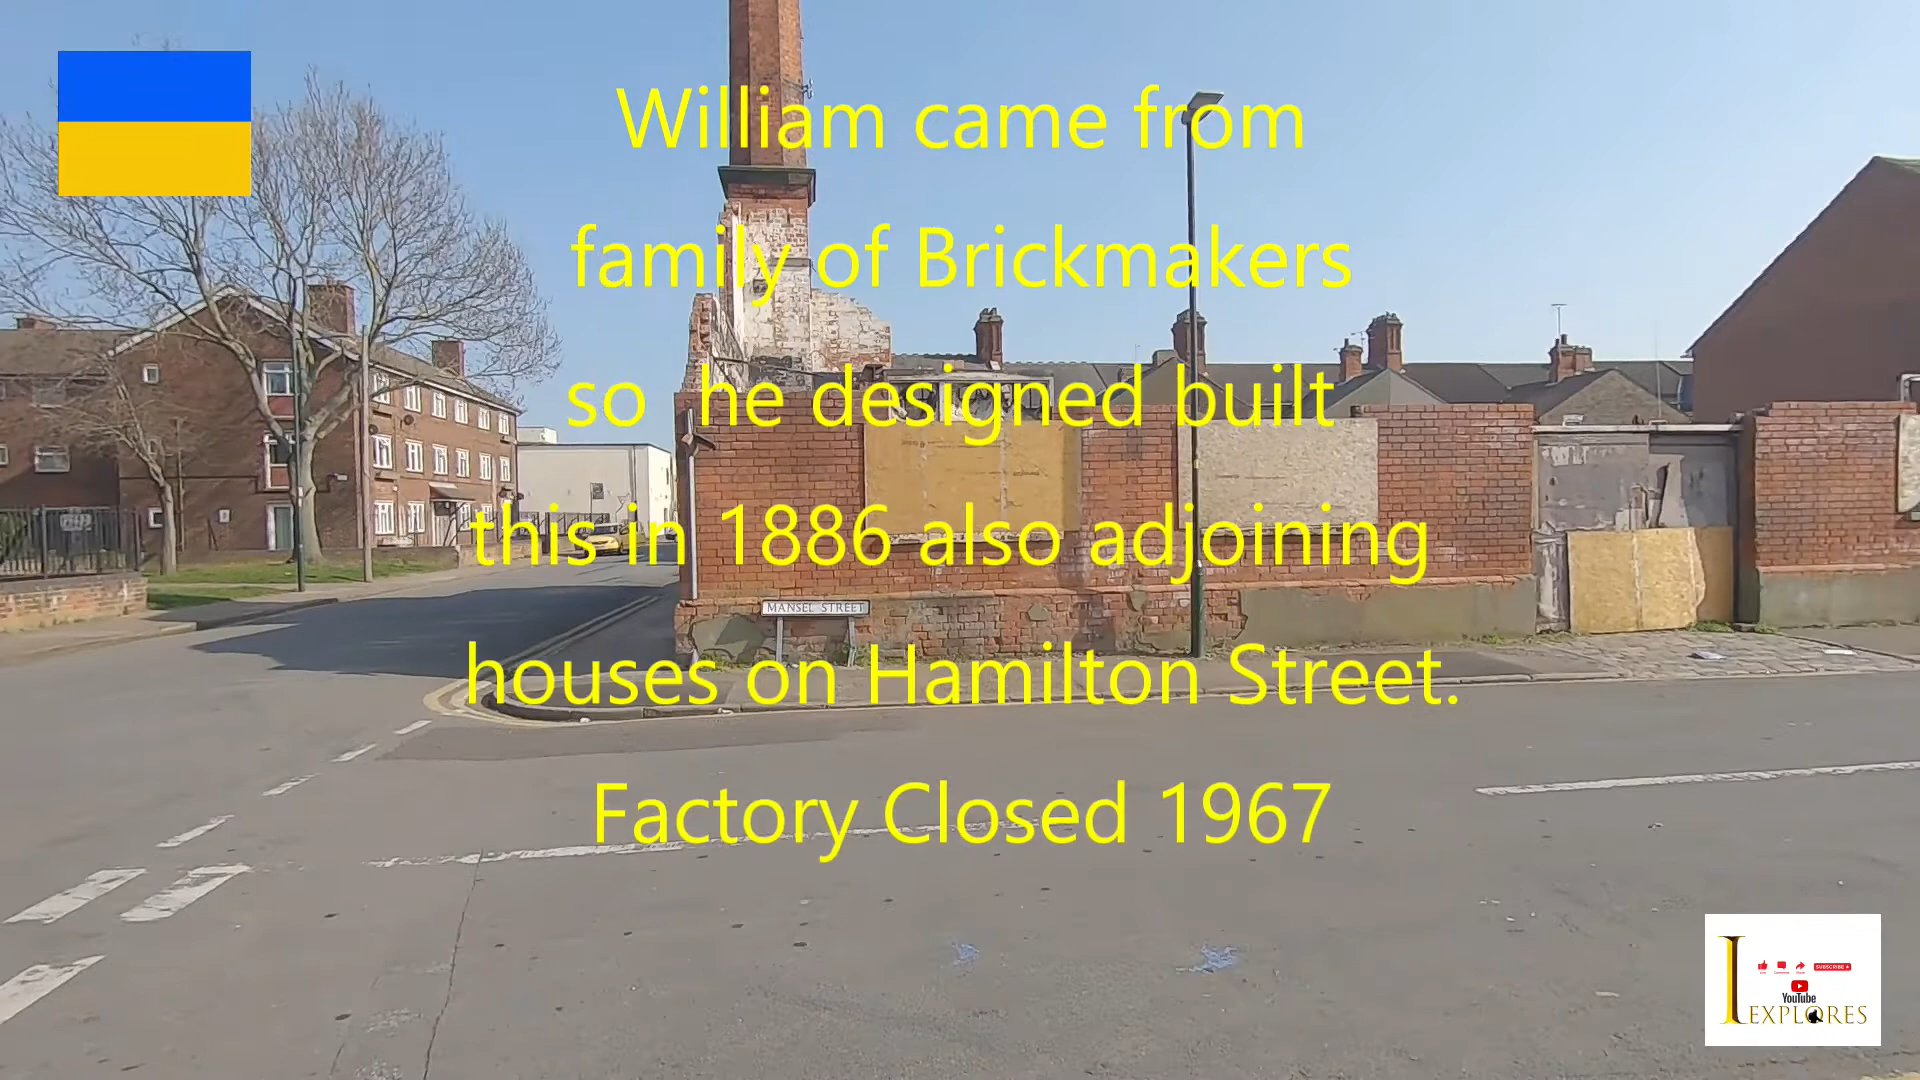 William came from
family of Brickmakers
so  he designed built
this in 1886 also adjoining
houses on Hamilton Street.
Factory Closed 1967
MANSEL STREET
SUBSCRIBE
YouTube
I EXPLORES